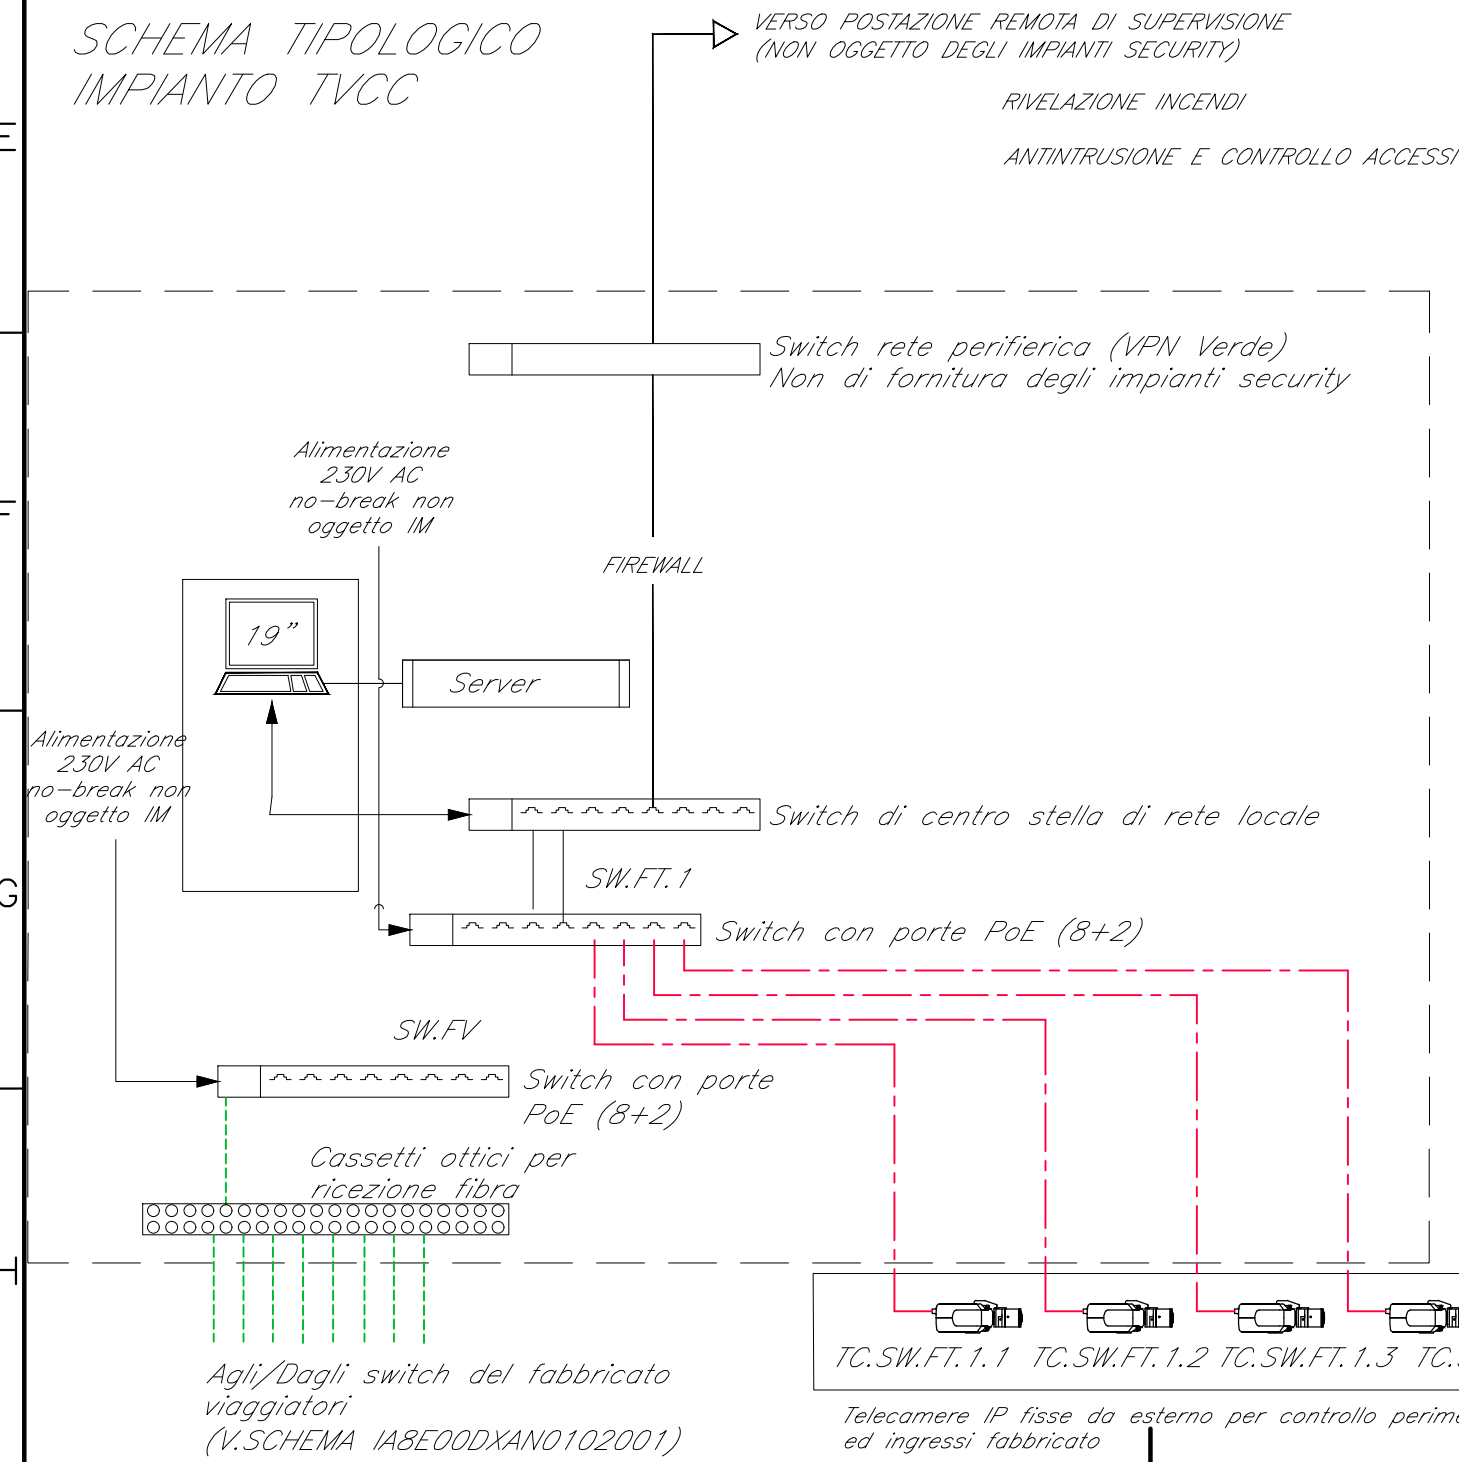 SCHEMA TIPOLOGICO
IMPIANTO TVCC
VERSO POSTAZIONE REMOTA DI SUPERVISIONE
(NON OGGETTO DEGLI IMPIANTI SECURITY)
RIVELAZIONE INCENDI
ANTINTRUSIONE E CONTROLLO ACCESSI
E
Switch rete perifierica (VPN Verde)
Non di fornitura degli impianti security
Alimentazione
230V AC
no-break non
oggetto IM
F
FIREWALL
19"
Server
Alimentazione
230V AC
no-break non
oggetto IM
Switch di centro stella di rete locale
SW.FT.1
G
Switch con porte PoE (8+2)
SW.FV
Switch con porte
PoE (8+2)
Cassetti ottici per
ricezione fibra
TC.SW.FT.1.1 TC.SW.FT.1.2 TC.SW.FT.1.3
Agli/Dagli switch del fabbricato
viaggiatori
(V.SCHEMA IA8E00DXAN0102001)
Telecamere IP fisse da esterno per controllo
ed ingressi fabbricato